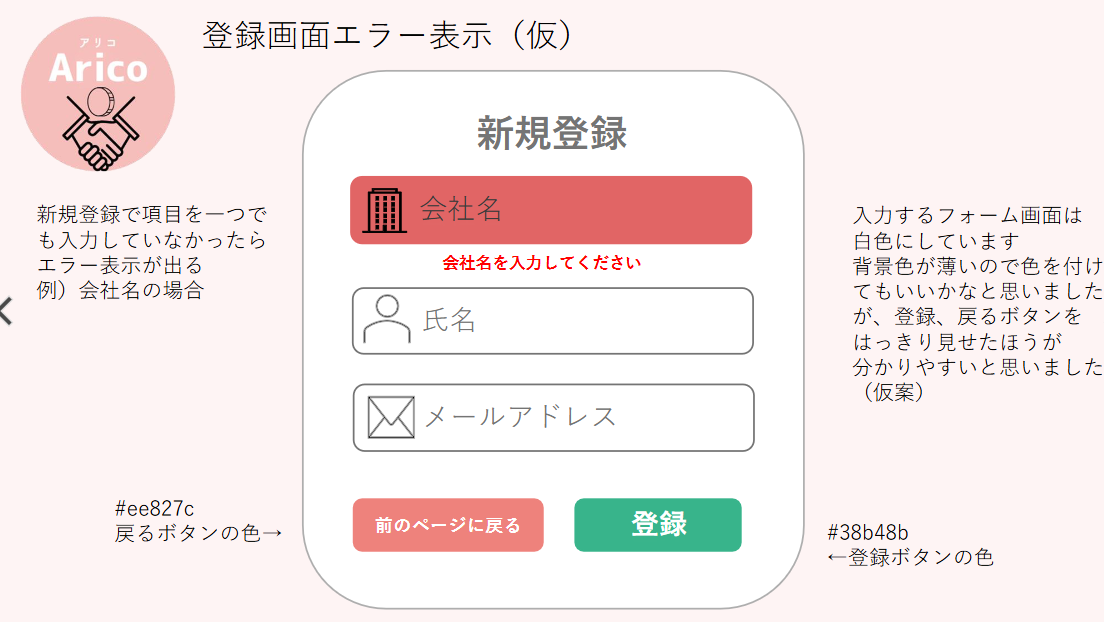 アリコ
Arico
登録画面エラー表示（仮）
新規登録
会社名
会社名を入力してください
氏名
メールアドレス
前のページに戻る
登録
新規登録で項目を一つで
も入力していなかったら
エラー表示が出る
例）会社名の場合
#ee827c
戻るボタンの色→
入力するフォーム画面は
白色にしています
背景色が薄いので色を付け
てもいいかなと思いました
が、登録、戻るボタンを
はっきり見せたほうが
分かりやすいと思いました
（仮案）
#38b48b
←登録ボタンの色